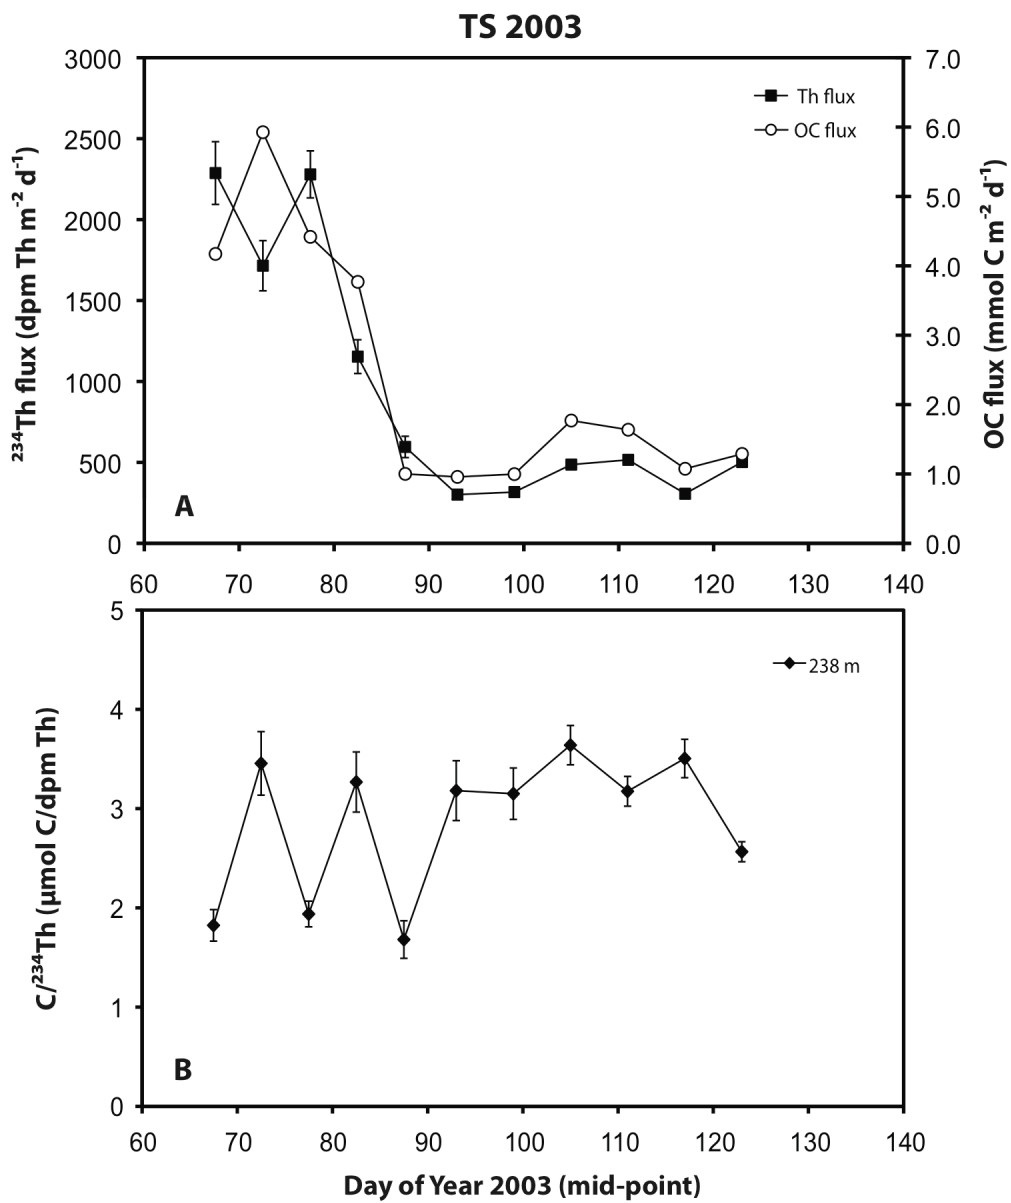 TS 2003
3000
2500
2000
1500
1000
500
0
7.0
6.0
5.0
4.0
3.0
2.0
1.0
0.0
²³⁴Th flux (dpm Th m⁻² d⁻¹)
OC flux (mmol C m⁻² d⁻¹)
Th flux
OC flux
A
60 70 80 90 100 110 120 130 140
5
4
3
2
1
0
C/²³⁴Th (µmol C/dpm Th)
238 m
B
60 70 80 90 100 110 120 130 140
Day of Year 2003 (mid-point)